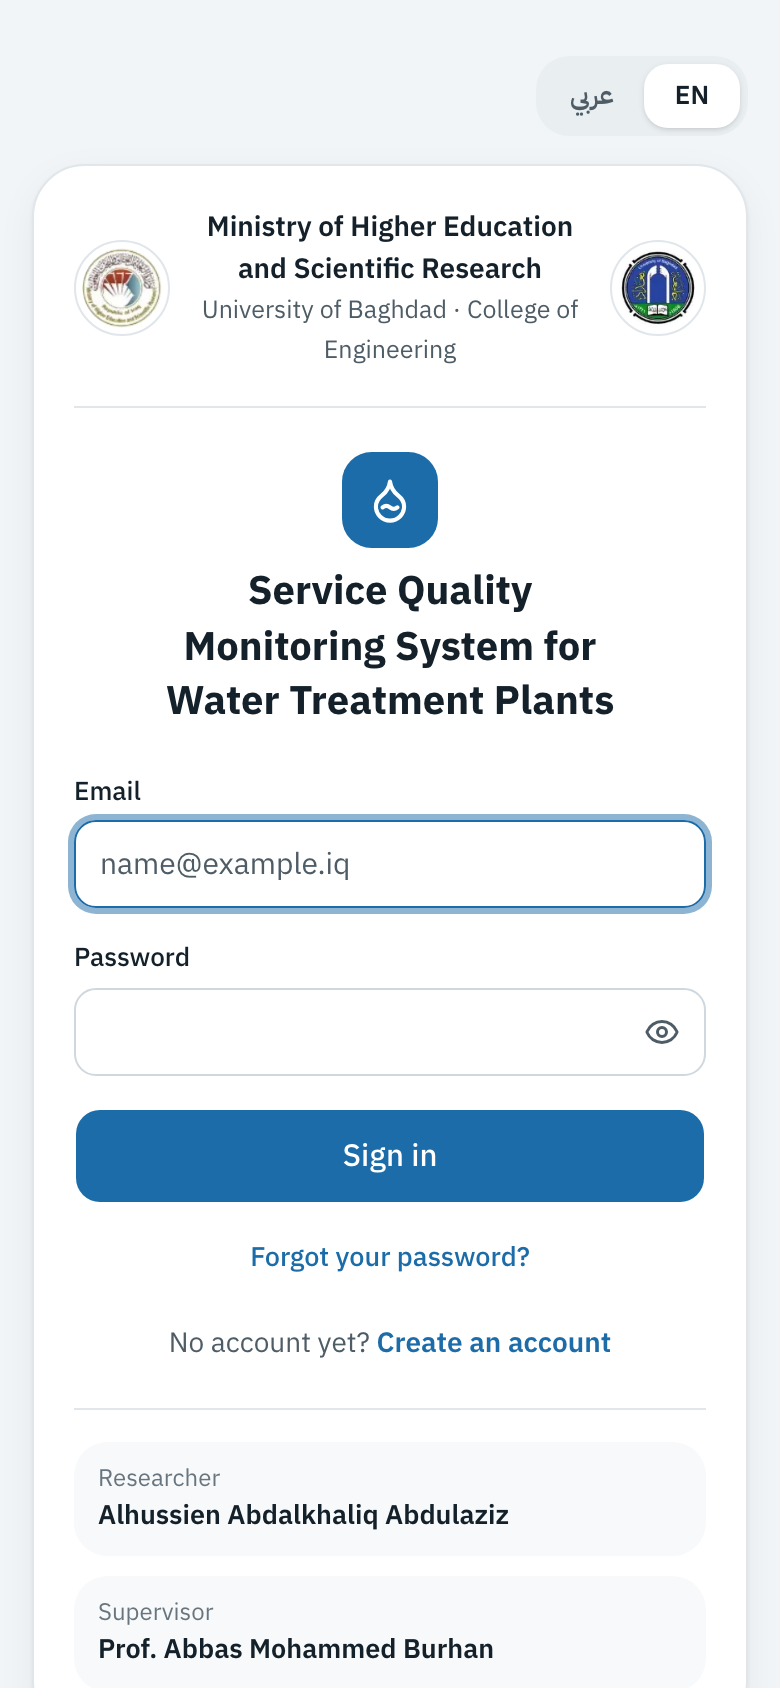 عربي
EN
Ministry of Higher Education
and Scientific Research
University of Baghdad · College of
Engineering
Service Quality
Monitoring System for
Water Treatment Plants
Email
name@example.iq
Password
Sign in
Forgot your password?
No account yet? Create an account
Researcher
Alhussien Abdalkhaliq Abdulaziz
Supervisor
Prof. Abbas Mohammed Burhan